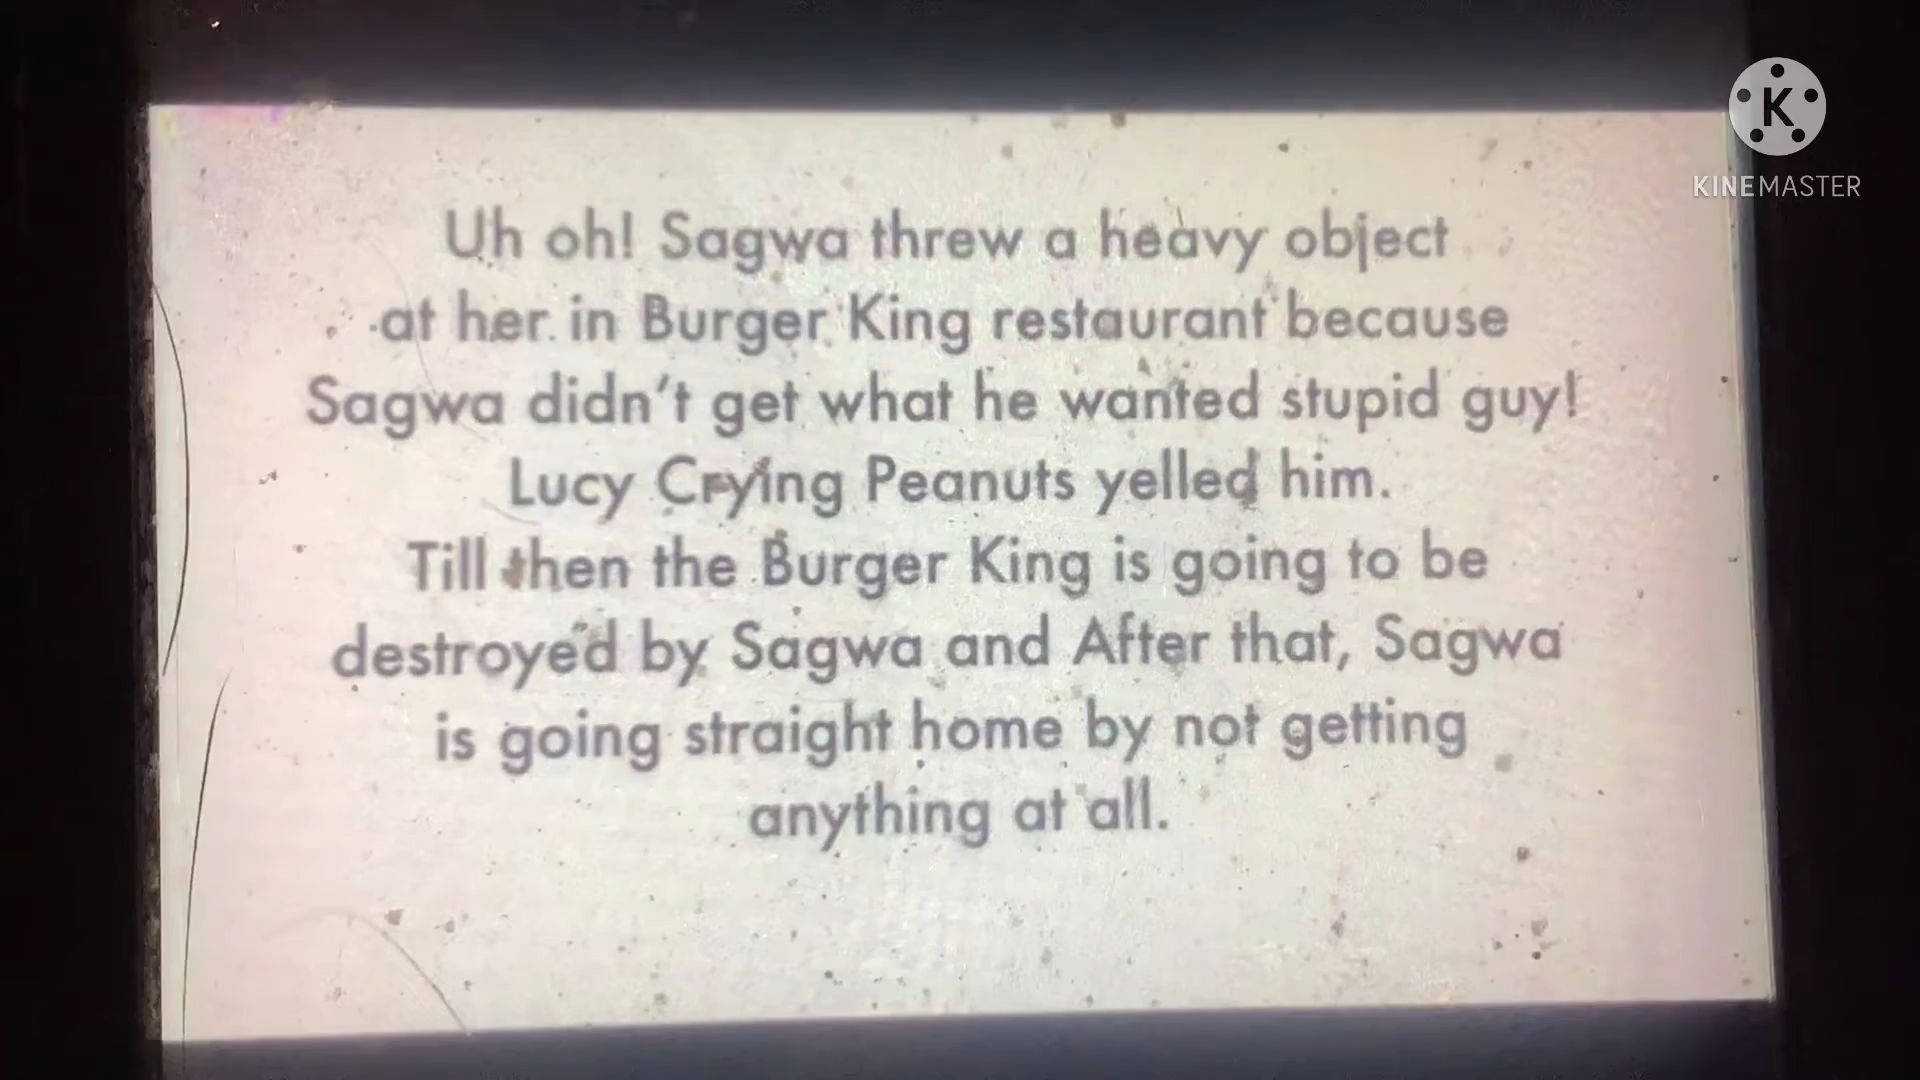 K
KINEMASTER
Uh oh! Sagwa threw a heavy object
at her in Burger King restaurant because
Sagwa didn't get what he wanted stupid guy!
Lucy Crying Peanuts yelled him.
Till then the Burger King is going to be
destroyed by Sagwa and After that, Sagwa
is going straight home by not getting
anything at all.